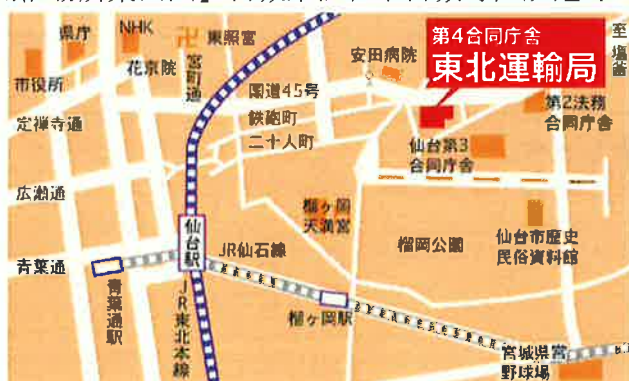 県庁
NHK
卍
東照宮
宮町通
花京院
市役所
安田病院
第4合同庁舎
東北運輸局
至
塩釜
国道45号
定禅寺通
鉄砲町
二十人町
第2法務
合同庁舎
仙台第3
合同庁舎
広瀬通
榴ヶ岡
天満宮
榴岡公園
仙台市歴史
民俗資料館
仙台駅
JR仙石線
青葉通
青葉通駅
JR東北本線
榴ヶ岡駅
宮城県営
野球場